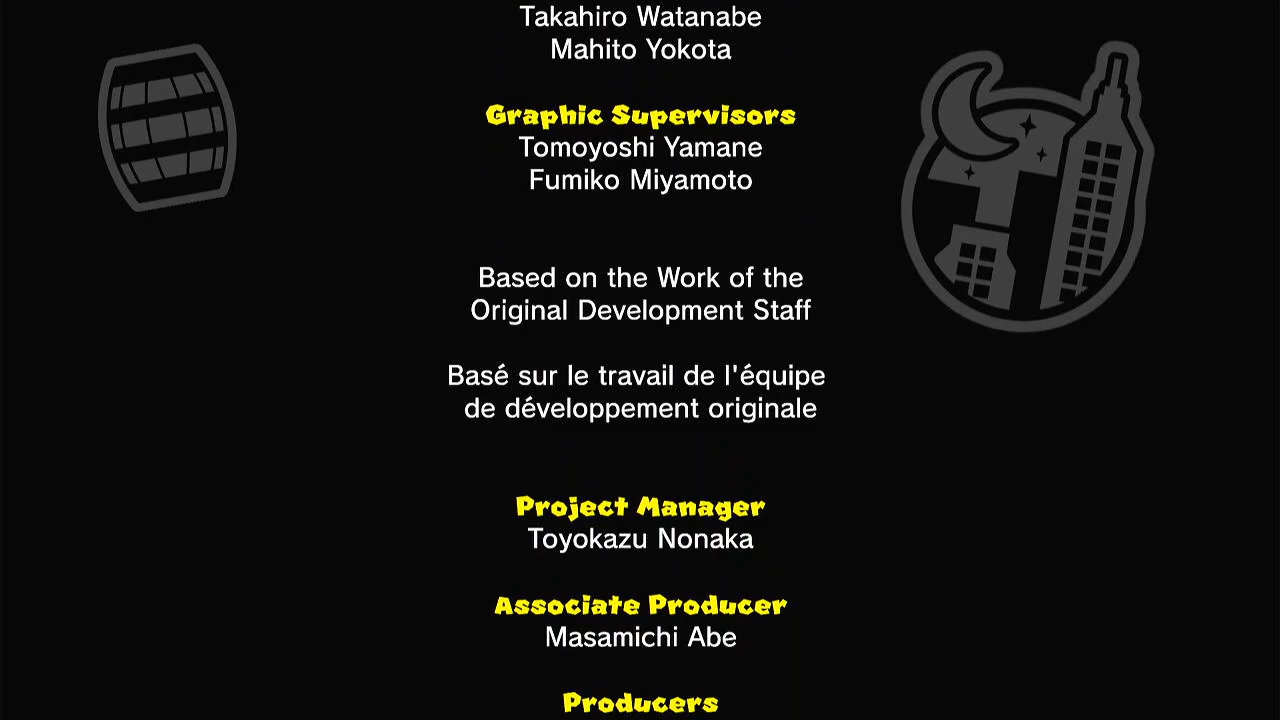 Takahiro Watanabe
Mahito Yokota
Graphic Supervisors
Tomoyoshi Yamane
Fumiko Miyamoto
Based on the Work of the
Original Development Staff
Basé sur le travail de l'équipe
de développement originale
Project Manager
Toyokazu Nonaka
Associate Producer
Masamichi Abe
Producers